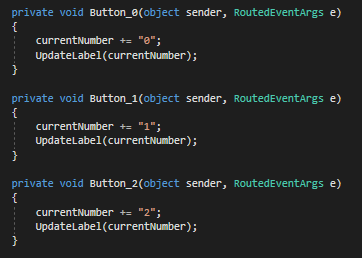 private void Button_0(object sender, RoutedEventArgs e)
{
    currentNumber += "0";
    UpdateLabel(currentNumber);
}

private void Button_1(object sender, RoutedEventArgs e)
{
    currentNumber += "1";
    UpdateLabel(currentNumber);
}

private void Button_2(object sender, RoutedEventArgs e)
{
    currentNumber += "2";
    UpdateLabel(currentNumber);
}